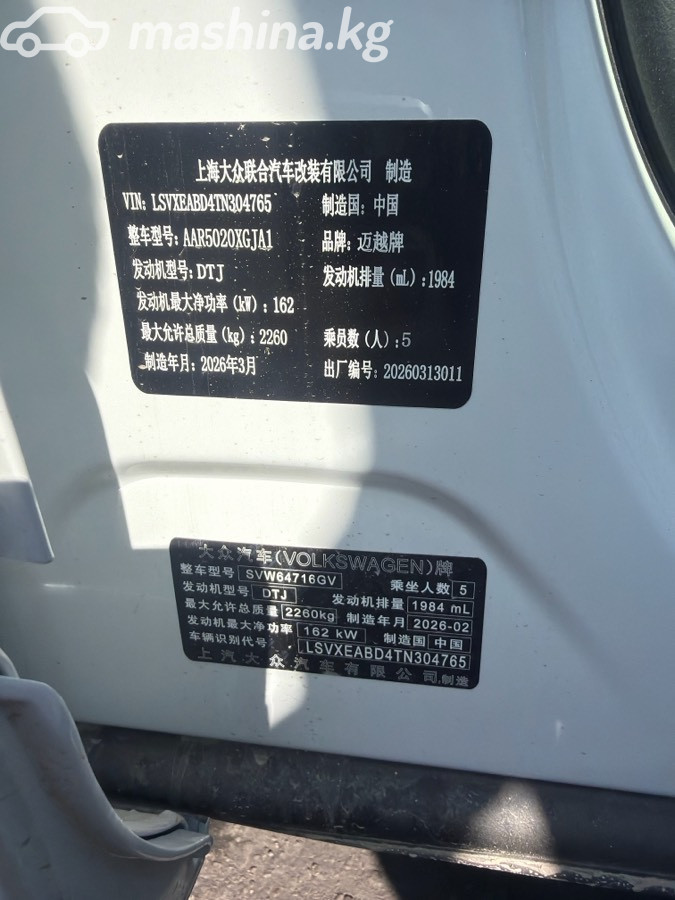 mashina.kg
上海大众联合汽车改装有限公司 制造
VIN: LSVXEABD4TN304765 制造国: 中国
整车型号: AAR5020XGJA1 品牌: 迈越牌
发动机型号: DTJ 发动机排量 (mL): 1984
发动机最大净功率 (kW): 162
最大允许总质量 (kg): 2260 乘员数 (人): 5
制造年月: 2026年3月 出厂编号: 20260313011
大众汽车(VOLKSWAGEN)牌
整车型号 SVW64716GV 乘坐人数 5
发动机型号 DTJ 发动机排量 1984 mL
最大允许总质量 2260kg 制造年月 2026-02
发动机最大净功率 162 kW 制造国 中国
车辆识别代号 LSVXEABD4TN304765
上汽大众汽车有限公司 制造